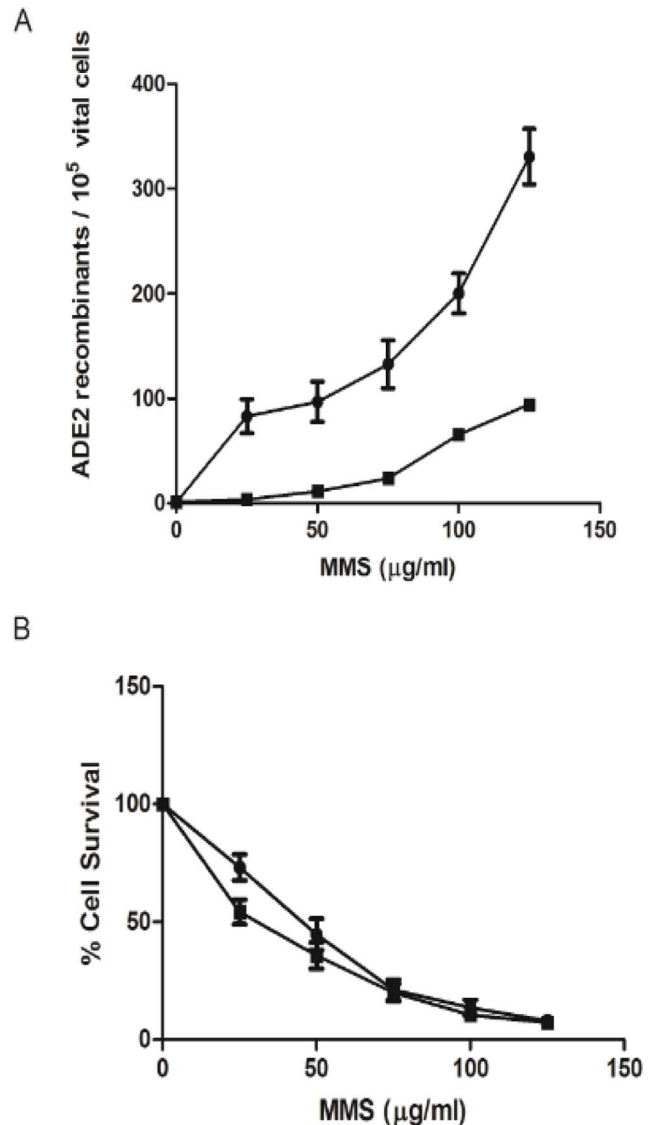 A
ADE2 recombinants / 10⁵ vital cells
400
300
200
100
0
0 50 100 150
MMS (μg/ml)
B
% Cell Survival
150
100
50
0
0 50 100 150
MMS (μg/ml)